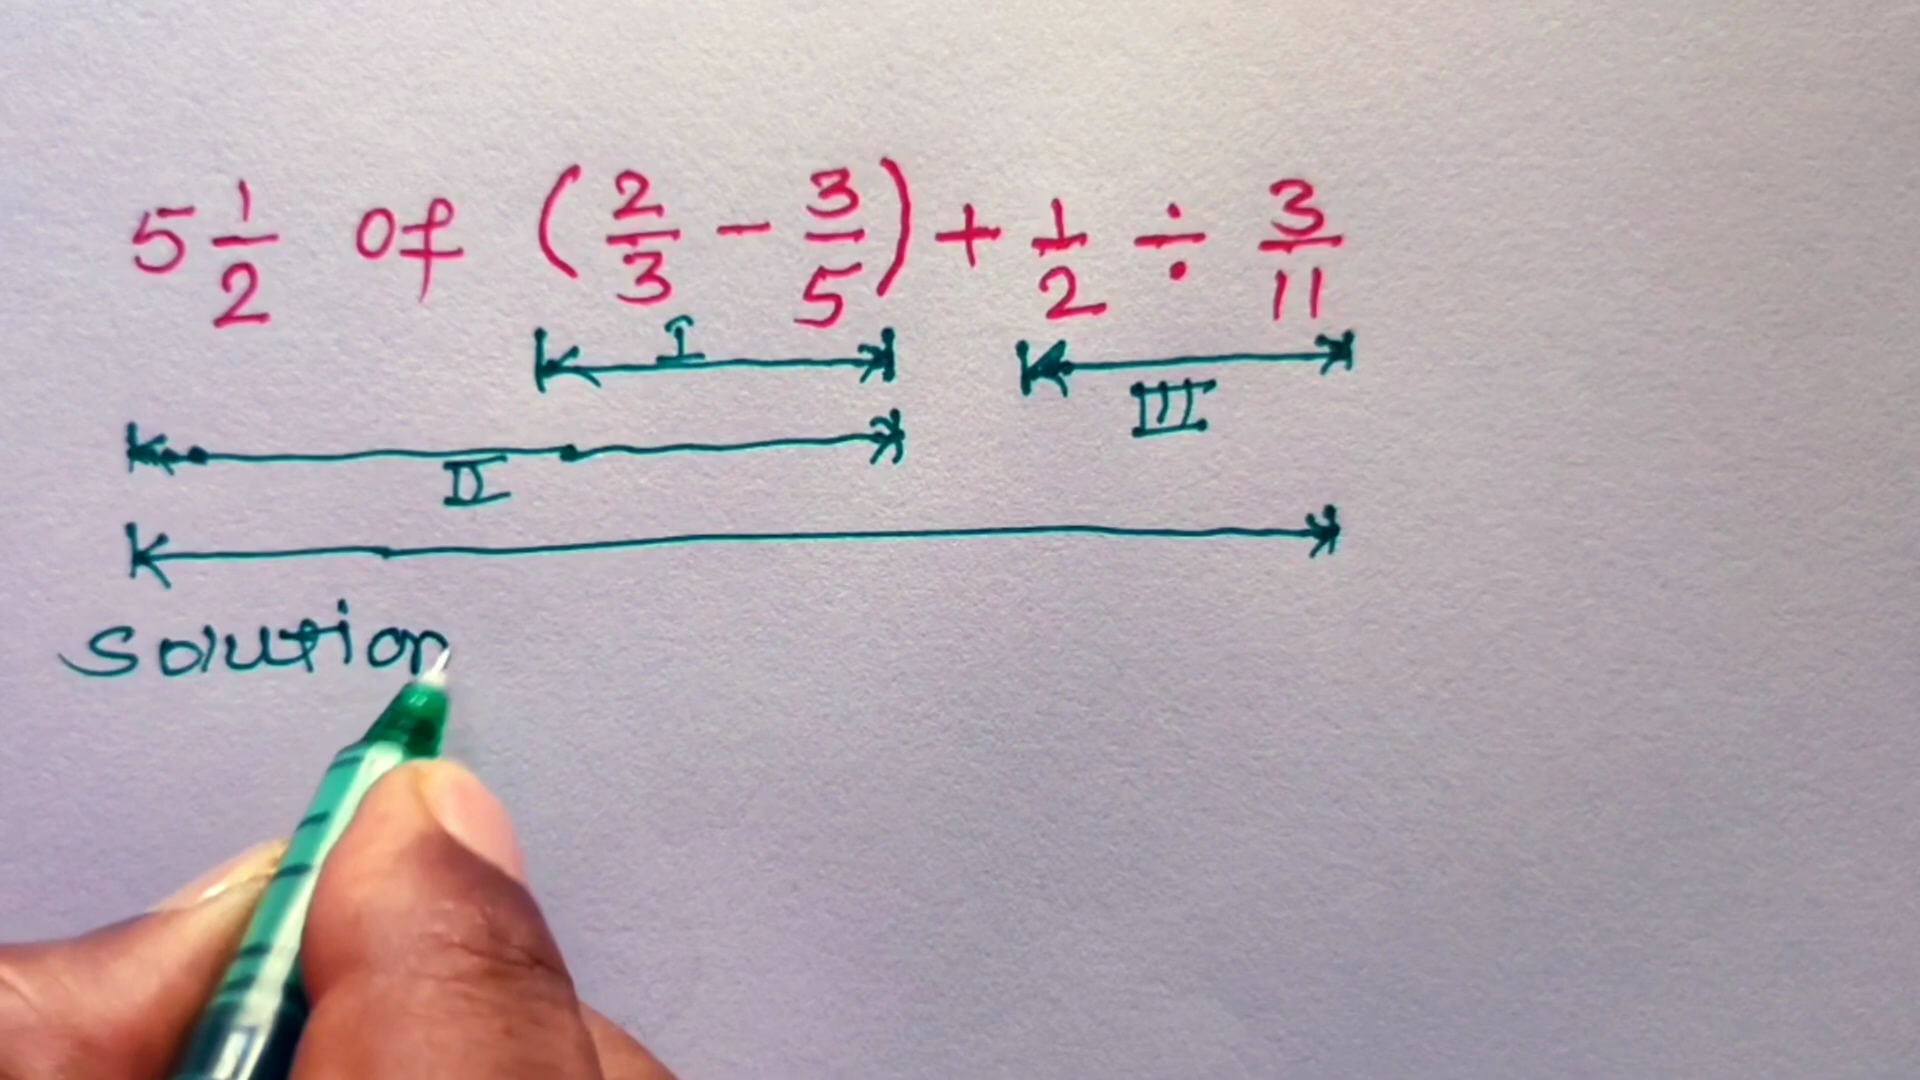 5 1/2 of (2/3 - 3/5) + 1/2 ÷ 3/11
I
III
II
Solution